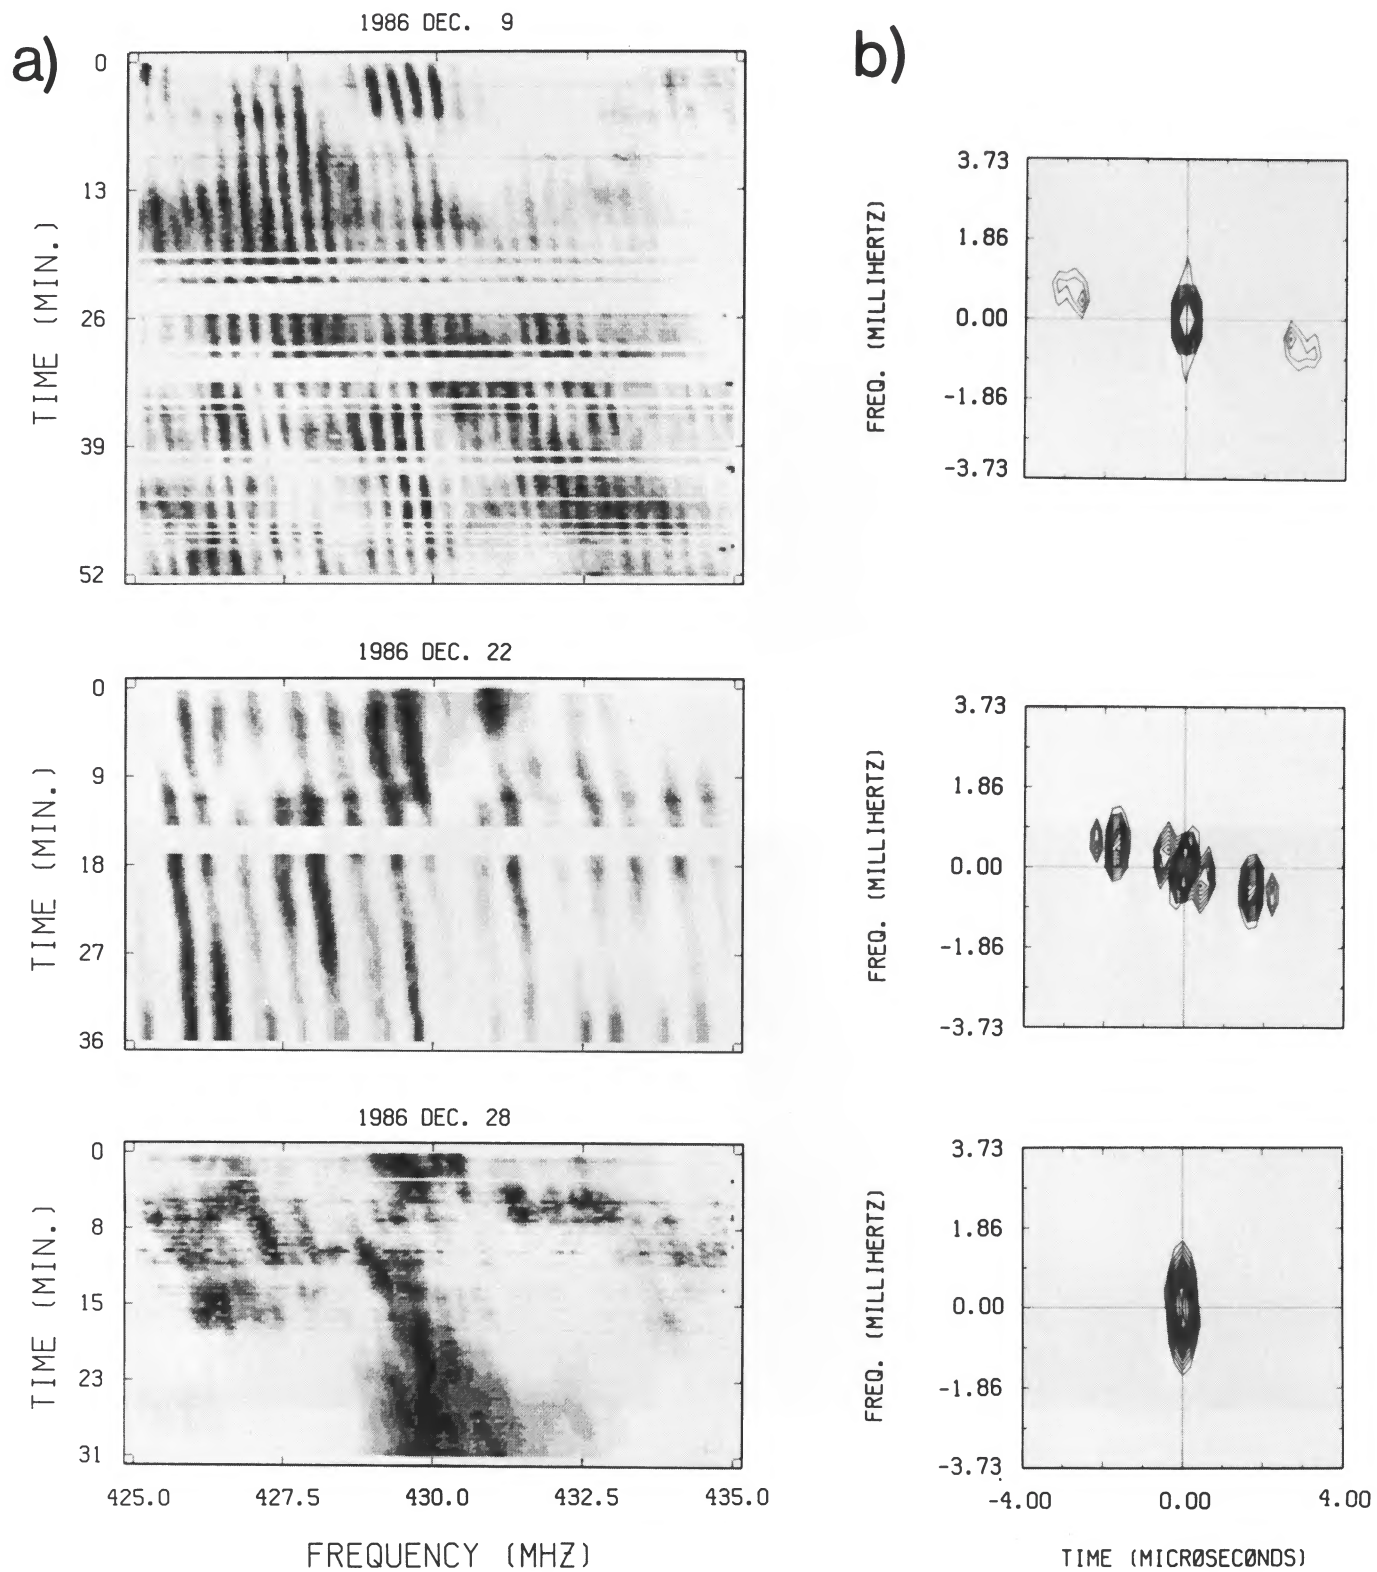 a)
1986 DEC. 9
0
13
26
39
52
TIME (MIN.)
1986 DEC. 22
0
9
18
27
36
TIME (MIN.)
1986 DEC. 28
0
8
15
23
31
TIME (MIN.)
425.0 427.5 430.0 432.5 435.0
FREQUENCY (MHZ)
b)
3.73
1.86
0.00
-1.86
-3.73
FREQ. (MILLIHERTZ)
3.73
1.86
0.00
-1.86
-3.73
FREQ. (MILLIHERTZ)
3.73
1.86
0.00
-1.86
-3.73
FREQ. (MILLIHERTZ)
-4.00 0.00 4.00
TIME (MICRØSECØNDS)